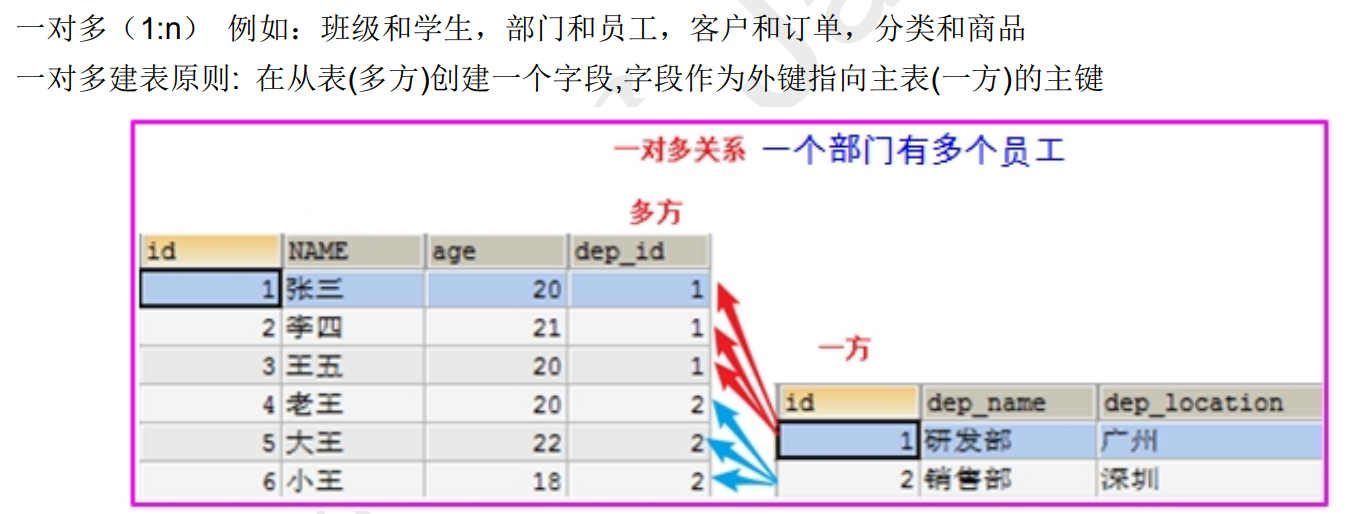 一对多（1:n） 例如：班级和学生，部门和员工，客户和订单，分类和商品
一对多建表原则: 在从表(多方)创建一个字段,字段作为外键指向主表(一方)的主键
一对多关系 一个部门有多个员工
多方
id NAME age dep_id
1 张三 20 1
2 李四 21 1
3 王五 20 1
4 老王 20 2
5 大王 22 2
6 小王 18 2
一方
id dep_name dep_location
1 研发部 广州
2 销售部 深圳